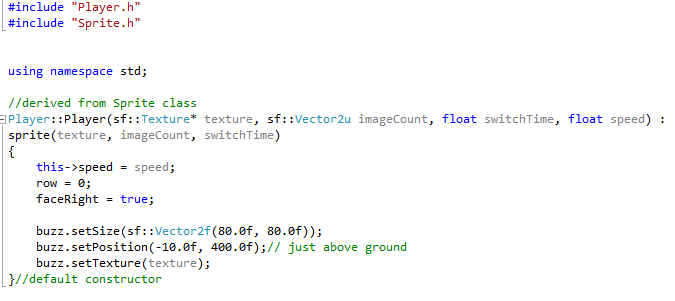 #include "Player.h"
#include "Sprite.h"
using namespace std;
//derived from Sprite class
Player::Player(sf::Texture* texture, sf::Vector2u imageCount, float switchTime, float speed) :
sprite(texture, imageCount, switchTime)
{
this->speed = speed;
row = 0;
faceRight = true;
buzz.setSize(sf::Vector2f(80.0f, 80.0f));
buzz.setPosition(-10.0f, 400.0f);// just above ground
buzz.setTexture(texture);
}//default constructor